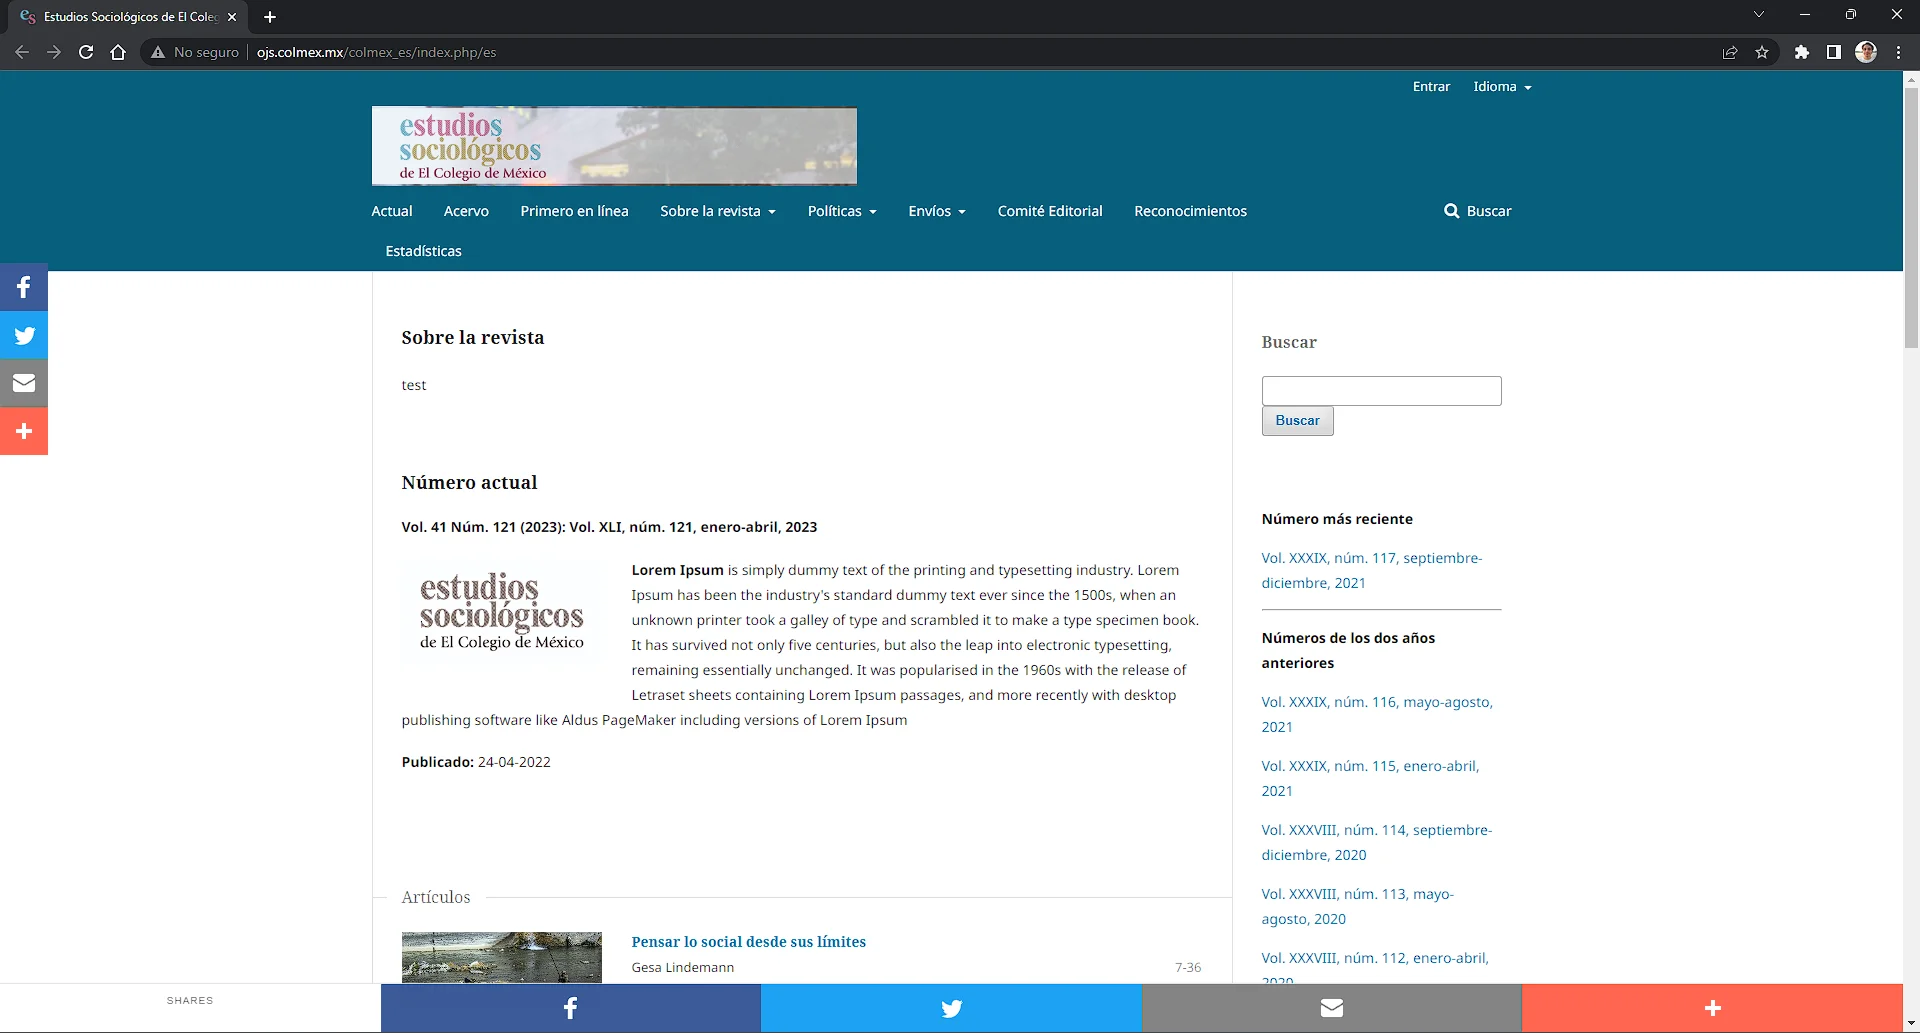 Estudios Sociológicos de El Coleg
No seguro
ojs.colmex.mx/colmex_es/index.php/es
Entrar Idioma
estudios
sociológicos
de El Colegio de México
Actual Acervo Primero en línea Sobre la revista Políticas Envíos Comité Editorial Reconocimientos Buscar
Estadísticas
Sobre la revista
test
Número actual
Vol. 41 Núm. 121 (2023): Vol. XLI, núm. 121, enero-abril, 2023
estudios
sociológicos
de El Colegio de México
Lorem Ipsum is simply dummy text of the printing and typesetting industry. Lorem
Ipsum has been the industry's standard dummy text ever since the 1500s, when an
unknown printer took a galley of type and scrambled it to make a type specimen book.
It has survived not only five centuries, but also the leap into electronic typesetting,
remaining essentially unchanged. It was popularised in the 1960s with the release of
Letraset sheets containing Lorem Ipsum passages, and more recently with desktop
publishing software like Aldus PageMaker including versions of Lorem Ipsum
Publicado: 24-04-2022
Artículos
Pensar lo social desde sus límites
Gesa Lindemann 7-36
Buscar
Buscar
Número más reciente
Vol. XXXIX, núm. 117, septiembre-
diciembre, 2021
Números de los dos años
anteriores
Vol. XXXIX, núm. 116, mayo-agosto,
2021
Vol. XXXIX, núm. 115, enero-abril,
2021
Vol. XXXVIII, núm. 114, septiembre-
diciembre, 2020
Vol. XXXVIII, núm. 113, mayo-
agosto, 2020
Vol. XXXVIII, núm. 112, enero-abril,
2020
SHARES